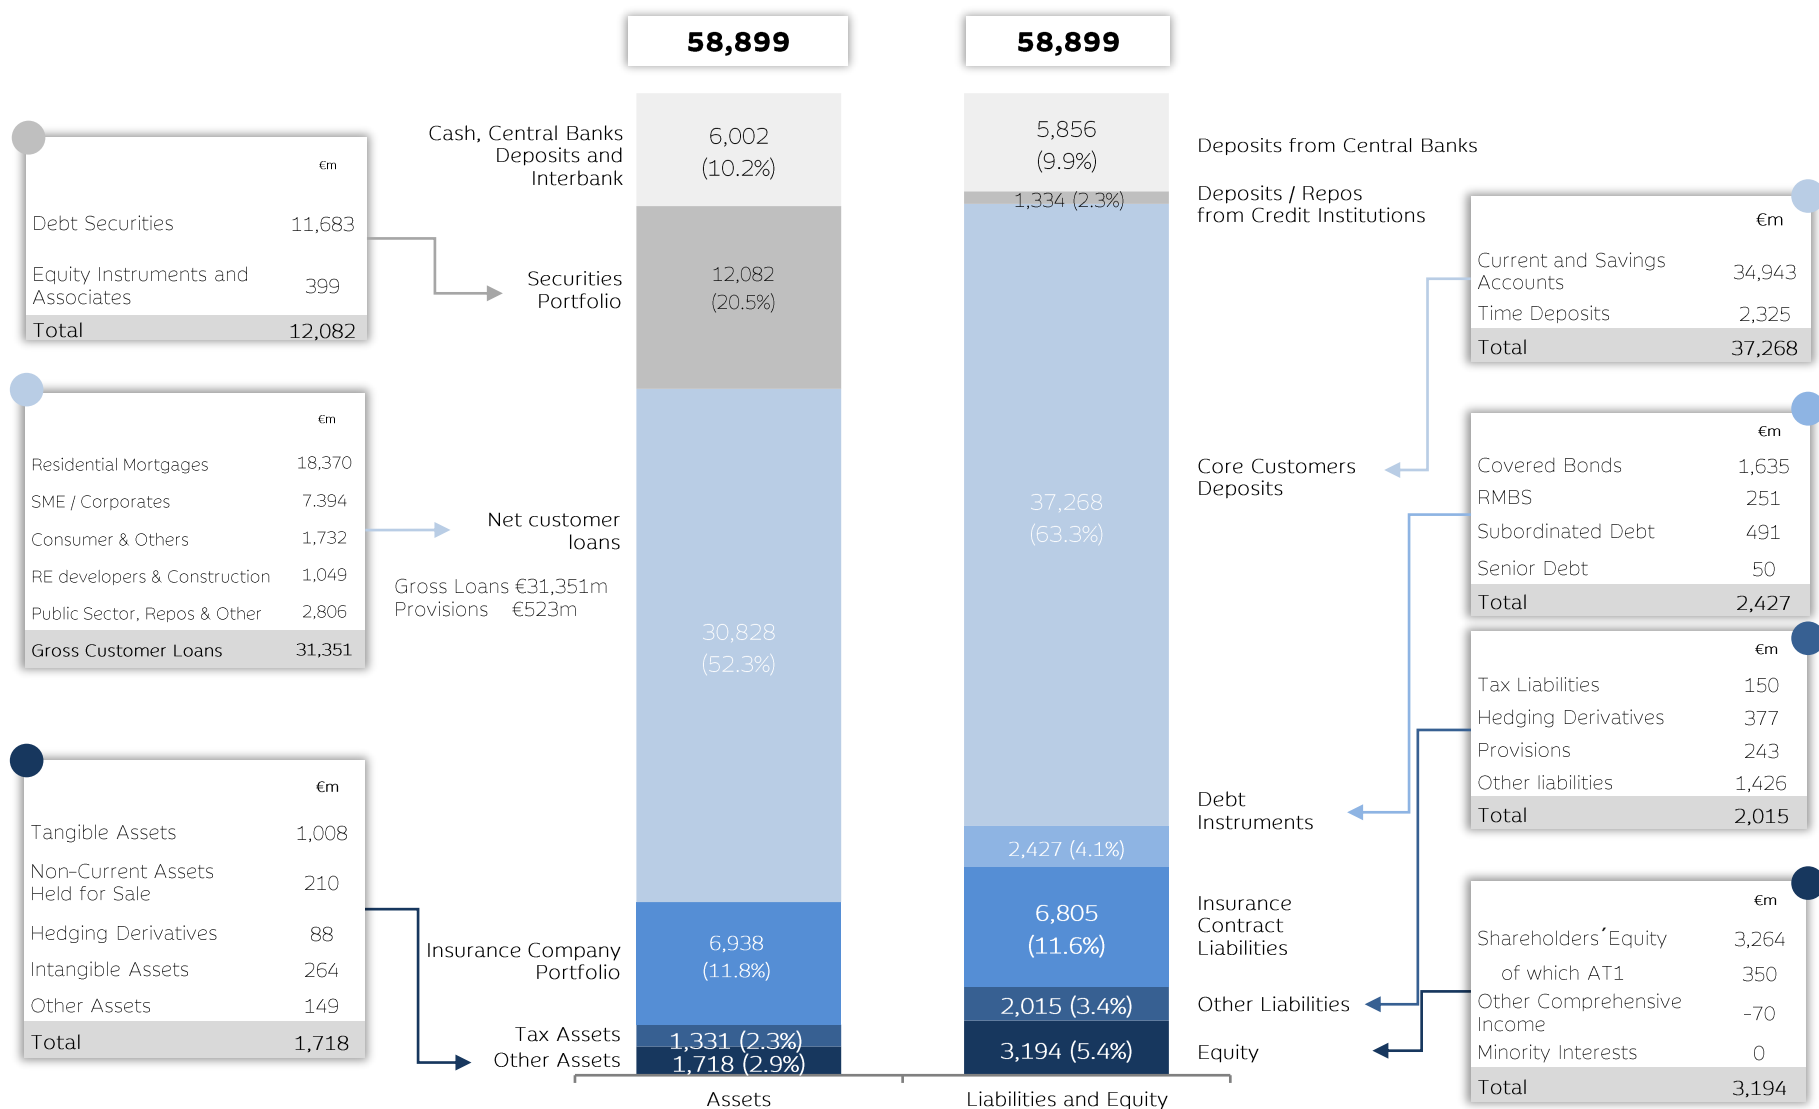 58,899
58,899
€m
Debt Securities 11,683
Equity Instruments and
Associates 399
Total 12,082
€m
Residential Mortgages 18,370
SME / Corporates 7.394
Consumer & Others 1,732
RE developers & Construction 1,049
Public Sector, Repos & Other 2,806
Gross Customer Loans 31,351
€m
Tangible Assets 1,008
Non-Current Assets
Held for Sale 210
Hedging Derivatives 88
Intangible Assets 264
Other Assets 149
Total 1,718
Cash, Central Banks
Deposits and
Interbank
Securities
Portfolio
Net customer
loans
Gross Loans €31,351m
Provisions €523m
Insurance Company
Portfolio
Tax Assets
Other Assets
6,002
(10.2%)
12,082
(20.5%)
30,828
(52.3%)
6,938
(11.8%)
1,331 (2.3%)
1,718 (2.9%)
Assets
5,856
(9.9%)
1,334 (2.3%)
37,268
(63.3%)
2,427 (4.1%)
6,805
(11.6%)
2,015 (3.4%)
3,194 (5.4%)
Liabilities and Equity
Deposits from Central Banks
Deposits / Repos
from Credit Institutions
Core Customers
Deposits
Debt
Instruments
Insurance
Contract
Liabilities
Other Liabilities
Equity
€m
Current and Savings
Accounts 34,943
Time Deposits 2,325
Total 37,268
€m
Covered Bonds 1,635
RMBS 251
Subordinated Debt 491
Senior Debt 50
Total 2,427
€m
Tax Liabilities 150
Hedging Derivatives 377
Provisions 243
Other liabilities 1,426
Total 2,015
€m
Shareholders´Equity 3,264
of which AT1 350
Other Comprehensive
Income -70
Minority Interests 0
Total 3,194